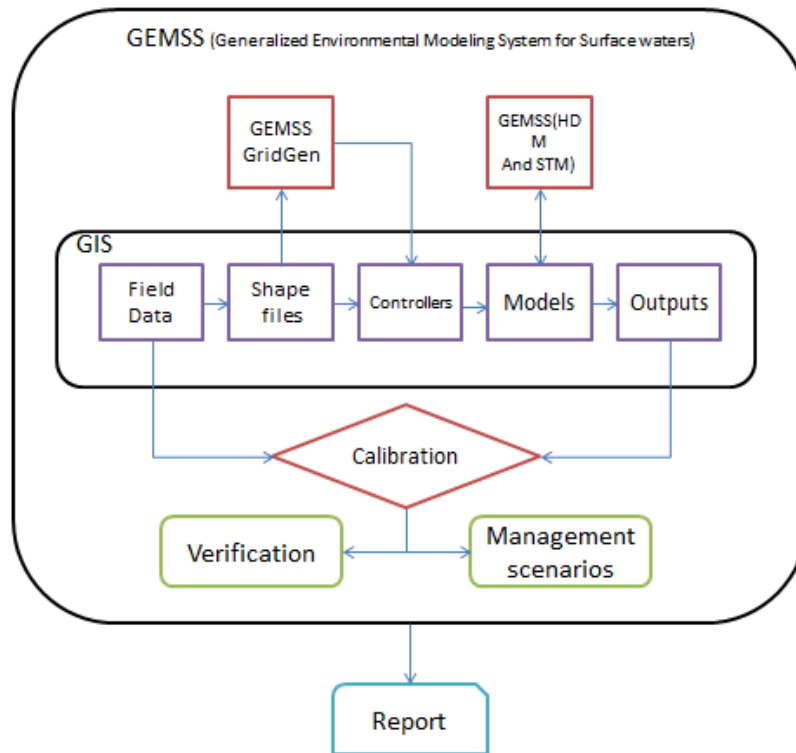 GEMSS (Generalized Environmental Modeling System for Surface waters)
GEMSS
GridGen
GEMSS(HD
M
And STM)
GIS
Field
Data
Shape
files
Controllers
Models
Outputs
Calibration
Verification
Management
scenarios
Report